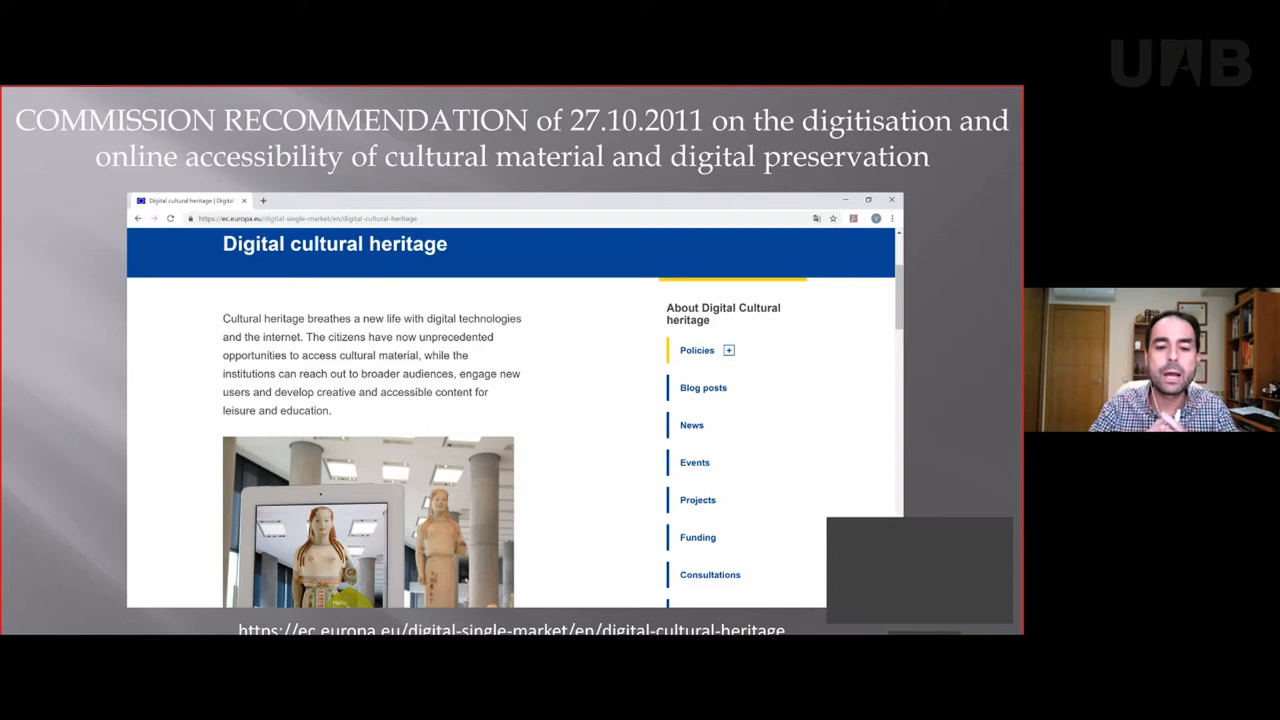 UAB
COMMISSION RECOMMENDATION of 27.10.2011 on the digitisation and
online accessibility of cultural material and digital preservation
Digital cultural heritage | Digital
https://ec.europa.eu/digital-single-market/en/digital-cultural-heritage
Digital cultural heritage
Cultural heritage breathes a new life with digital technologies
and the internet. The citizens have now unprecedented
opportunities to access cultural material, while the
institutions can reach out to broader audiences, engage new
users and develop creative and accessible content for
leisure and education.
Hello
About Digital Cultural
heritage
Policies
Blog posts
News
Events
Projects
Funding
Consultations
https://ec.europa.eu/digital-single-market/en/digital-cultural-heritage